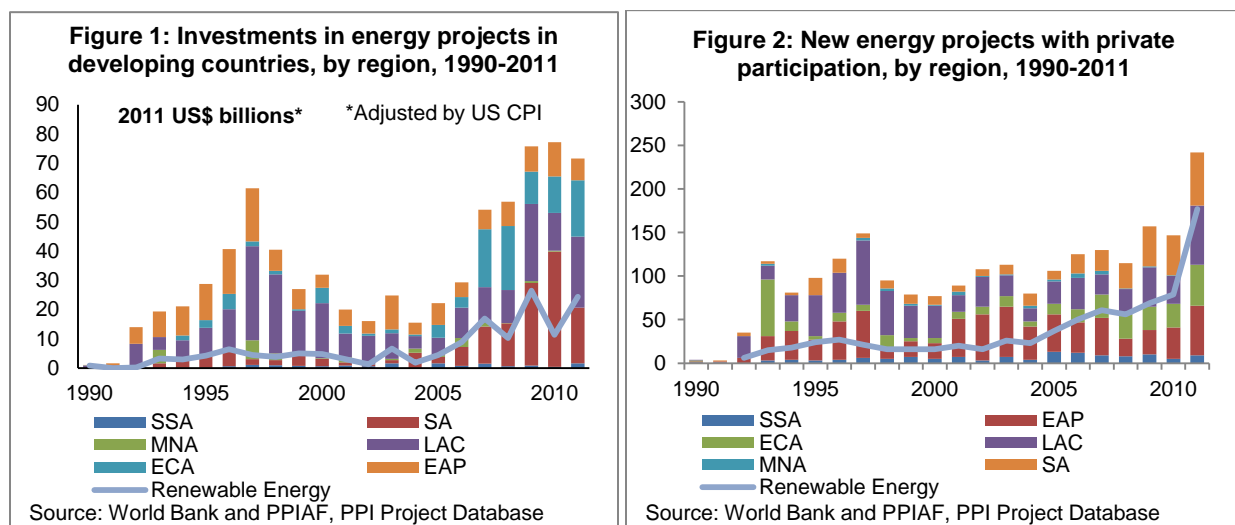 Figure 1: Investments in energy projects in
developing countries, by region, 1990-2011
2011 US$ billions*
*Adjusted by US CPI
90
80
70
60
50
40
30
20
10
0
1990 1995 2000 2005 2010
SSA SA
MNA LAC
ECA EAP
Renewable Energy
Source: World Bank and PPIAF, PPI Project Database
Figure 2: New energy projects with private
participation, by region, 1990-2011
300
250
200
150
100
50
0
1990 1995 2000 2005 2010
SSA EAP
ECA LAC
MNA SA
Renewable Energy
Source: World Bank and PPIAF, PPI Project Database